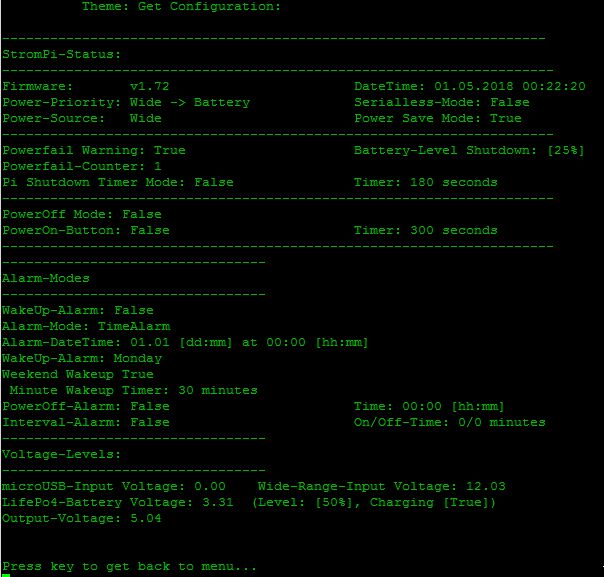 Theme: Get Configuration:
--------------------------------------------------------------------
StromPi-Status:
---------------------------------------------------------------------
Firmware: v1.72 DateTime: 01.05.2018 00:22:20
Power-Priority: Wide -> Battery Serialless-Mode: False
Power-Source: Wide Power Save Mode: True
---------------------------------------------------------------------
Powerfail Warning: True Battery-Level Shutdown: [25%]
Powerfail-Counter: 1
Pi Shutdown Timer Mode: False Timer: 180 seconds
---------------------------------------------------------------------
PowerOff Mode: False
PowerOn-Button: False Timer: 300 seconds
---------------------------------------------------------------------
---------------------------------
Alarm-Modes
---------------------------------
WakeUp-Alarm: False
Alarm-Mode: TimeAlarm
Alarm-DateTime: 01.01 [dd:mm] at 00:00 [hh:mm]
WakeUp-Alarm: Monday
Weekend Wakeup True
Minute Wakeup Timer: 30 minutes
PowerOff-Alarm: False Time: 00:00 [hh:mm]
Interval-Alarm: False On/Off-Time: 0/0 minutes
---------------------------------
Voltage-Levels:
---------------------------------
microUSB-Input Voltage: 0.00 Wide-Range-Input Voltage: 12.03
LifePo4-Battery Voltage: 3.31 (Level: [50%], Charging [True])
Output-Voltage: 5.04
Press key to get back to menu...